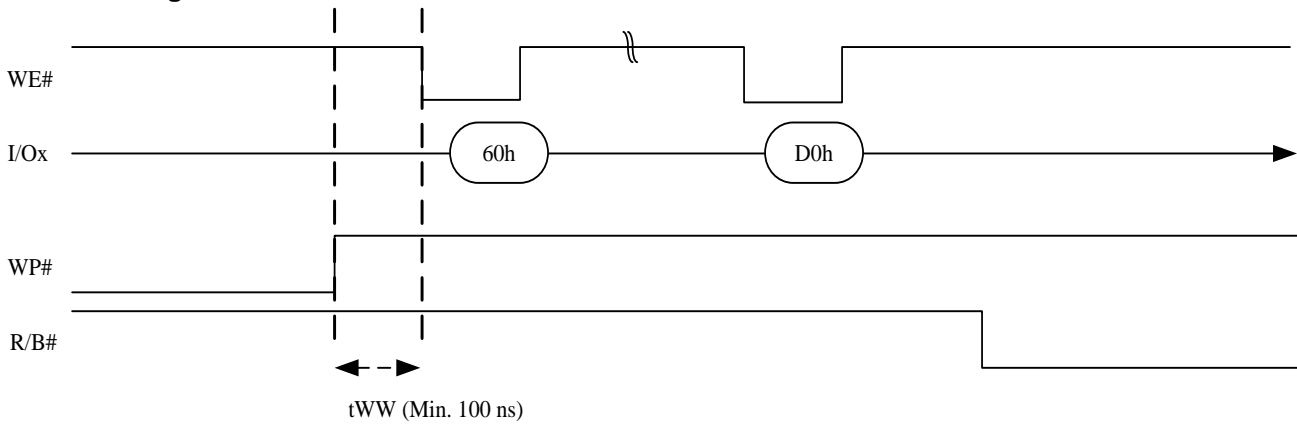 WE#
I/Ox
60h
D0h
WP#
R/B#
tWW (Min. 100 ns)